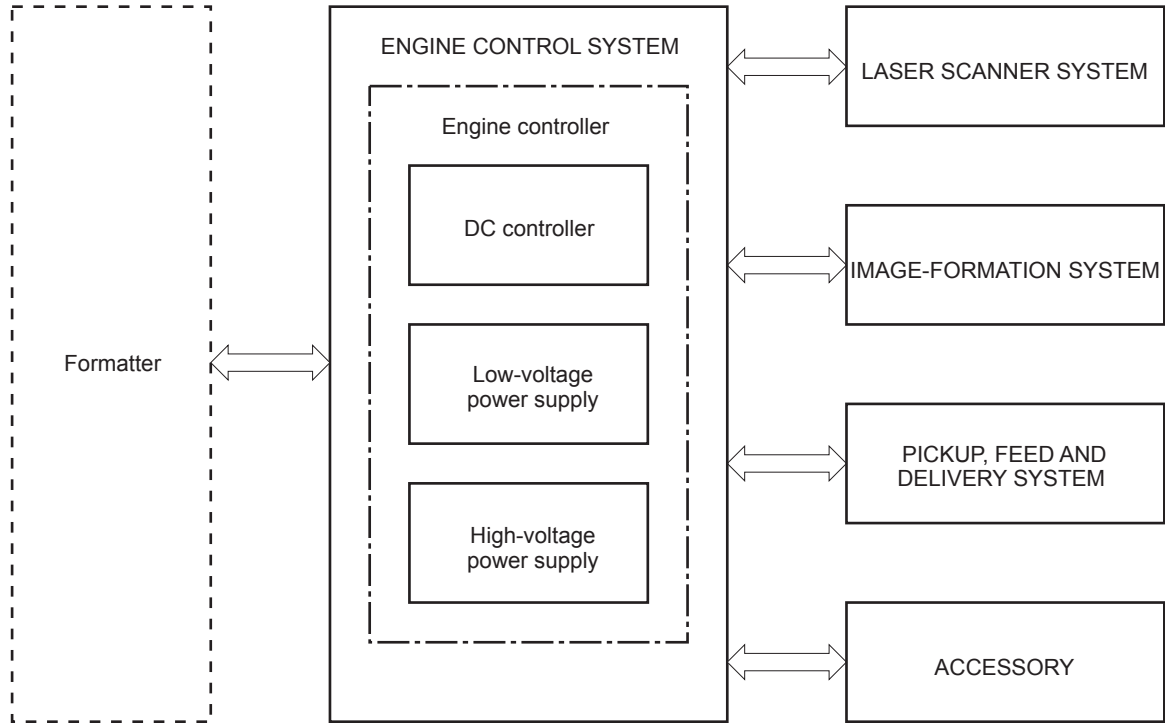 Formatter
ENGINE CONTROL SYSTEM
Engine controller
DC controller
Low-voltage
power supply
High-voltage
power supply
LASER SCANNER SYSTEM
IMAGE-FORMATION SYSTEM
PICKUP, FEED AND
DELIVERY SYSTEM
ACCESSORY